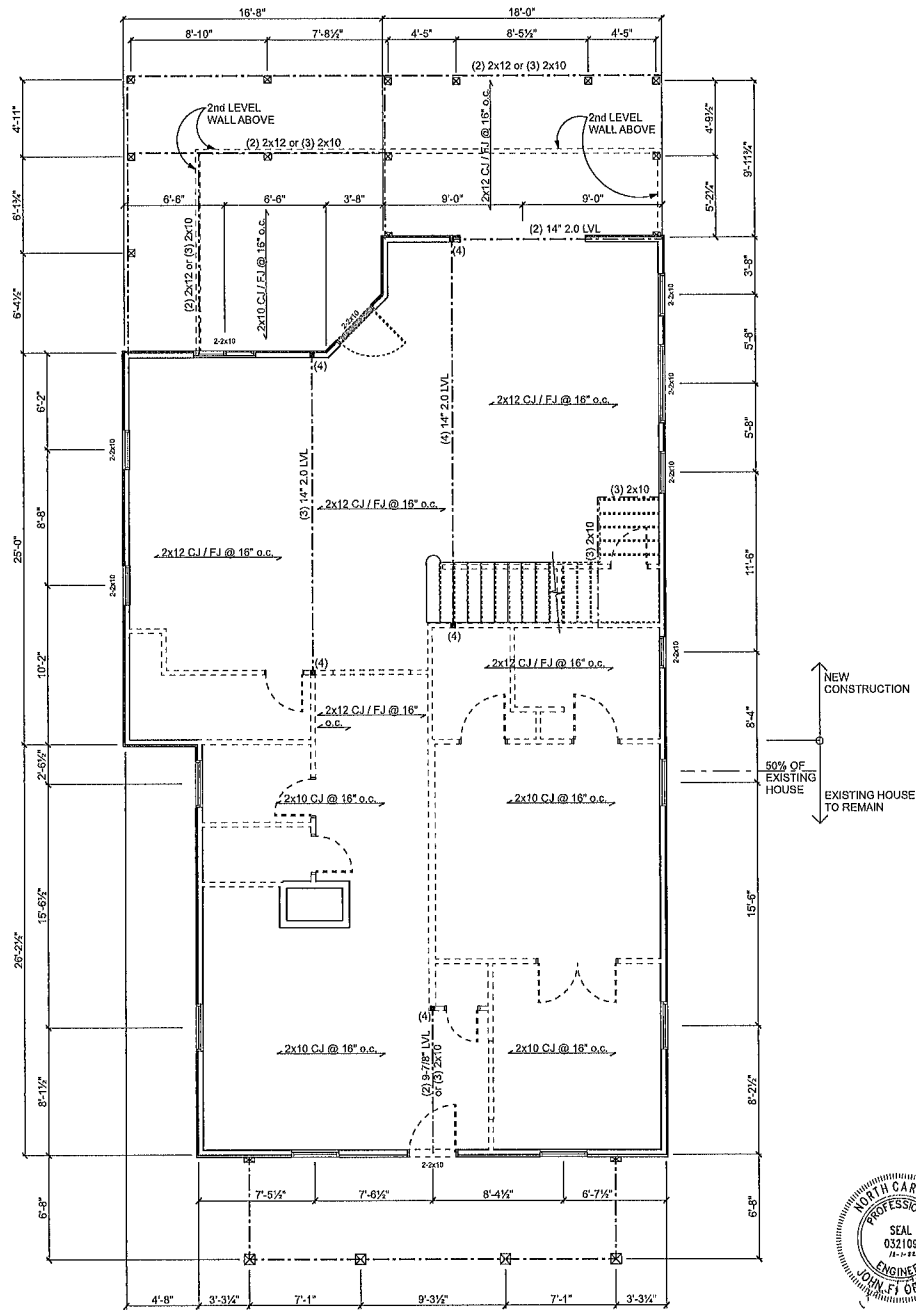 16'-8"
18'-0"
8'-10"
7'-8½"
4'-5"
8'-5½"
4'-5"
(2) 2x12 or (3) 2x10
4'-11"
2nd LEVEL
WALL ABOVE
2x12 CJ / FJ @ 16" o.c.
2nd LEVEL
WALL ABOVE
4'-9½"
9'-11¾"
(2) 2x12 or (3) 2x10
6'-1¾"
5'-2¼"
6'-6"
6'-6"
3'-8"
9'-0"
9'-0"
(2) 2x12 or (3) 2x10
2x10 CJ / FJ @ 16" o.c.
(2) 14" 2.0 LVL
(4)
6'-4½"
3'-8"
2-2x10
2-2x10
2-2x10
5'-8"
(4)
6'-2"
(3) 14" 2.0 LVL
(4) 14" 2.0 LVL
2x12 CJ / FJ @ 16" o.c.
2-2x10
2-2x10
5'-8"
2-2x10
(3) 2x10
25'-0"
8'-8"
2x12 CJ / FJ @ 16" o.c.
2x12 CJ / FJ @ 16" o.c.
(3) 2x10
2-2x10
11'-6"
(4)
10'-2"
(4)
2x12 CJ / FJ @ 16" o.c.
2-2x10
NEW
CONSTRUCTION
2x12 CJ / FJ @ 16"
o.c.
8'-4"
2'-6½"
50% OF
EXISTING
HOUSE
EXISTING HOUSE
TO REMAIN
2x10 CJ @ 16" o.c.
2x10 CJ @ 16" o.c.
26'-2½"
15'-6½"
15'-6"
(4)
2x10 CJ @ 16" o.c.
(2) 9-7/8" LVL
or (3) 2x10
2x10 CJ @ 16" o.c.
8'-1½"
8'-2½"
2-2x10
6'-8"
7'-5½"
7'-6½"
8'-4½"
6'-7½"
6'-8"
NORTH CAR
PROFESSIO
SEAL
032109
ENGINE
JOHN F
4'-8"
3'-3¼"
7'-1"
9'-3½"
7'-1"
3'-3¼"